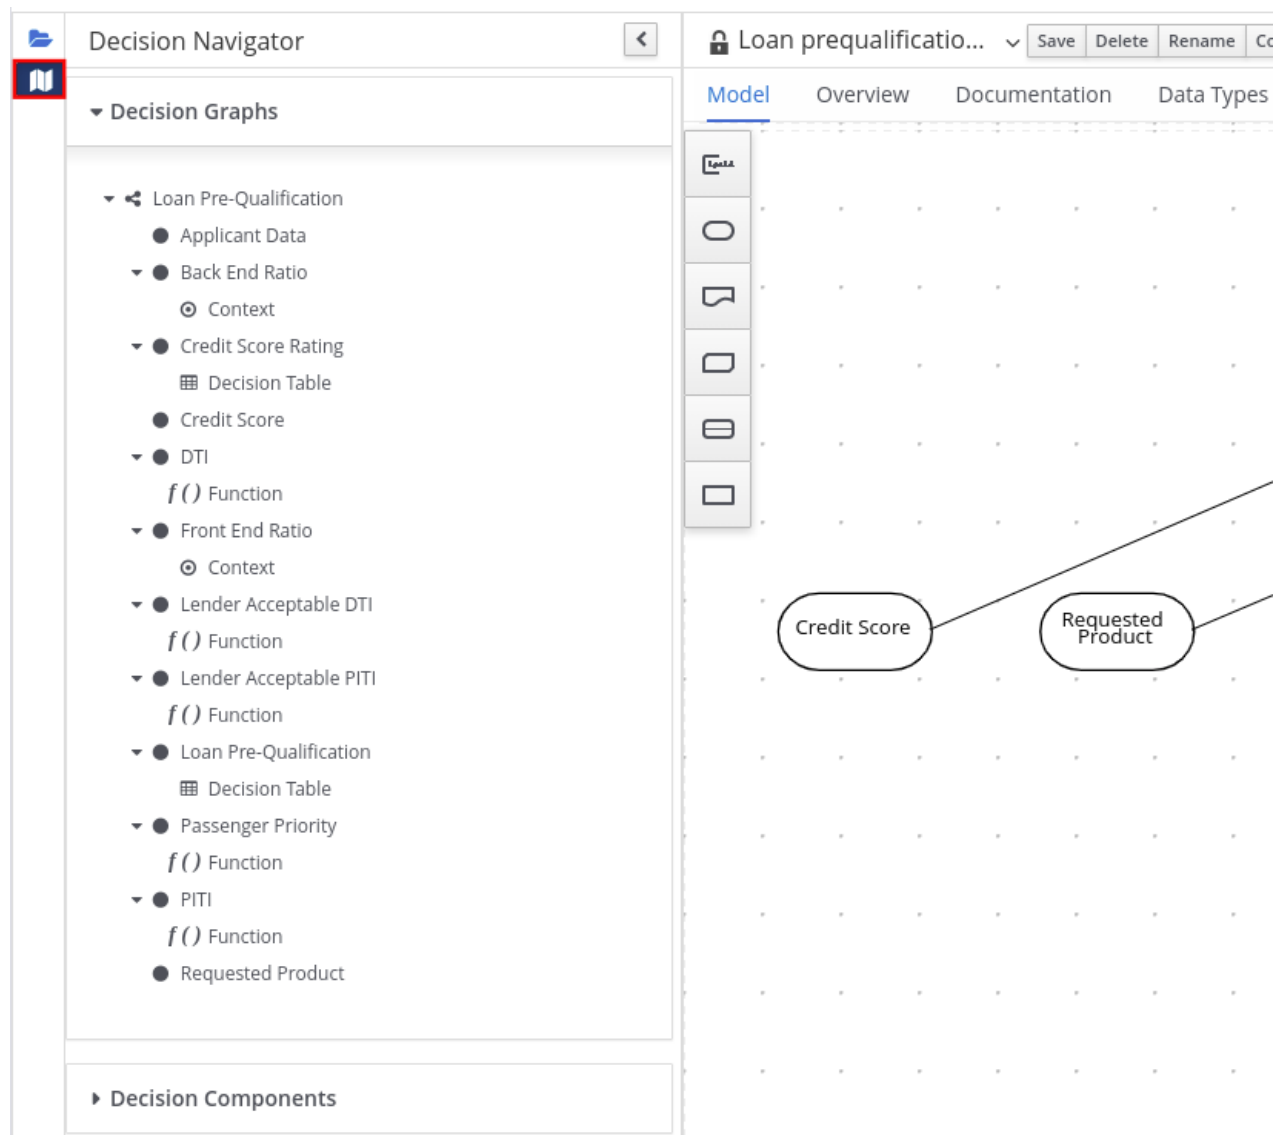 Decision Navigator
Loan prequalificatio...
Save
Delete
Rename
Co
Model
Overview
Documentation
Data Types
Decision Graphs
Loan Pre-Qualification
Applicant Data
Back End Ratio
Context
Credit Score Rating
Decision Table
Credit Score
DTI
f ( ) Function
Front End Ratio
Context
Lender Acceptable DTI
f ( ) Function
Lender Acceptable PITI
f ( ) Function
Loan Pre-Qualification
Decision Table
Passenger Priority
f ( ) Function
PITI
f ( ) Function
Requested Product
Decision Components
Credit Score
Requested
Product